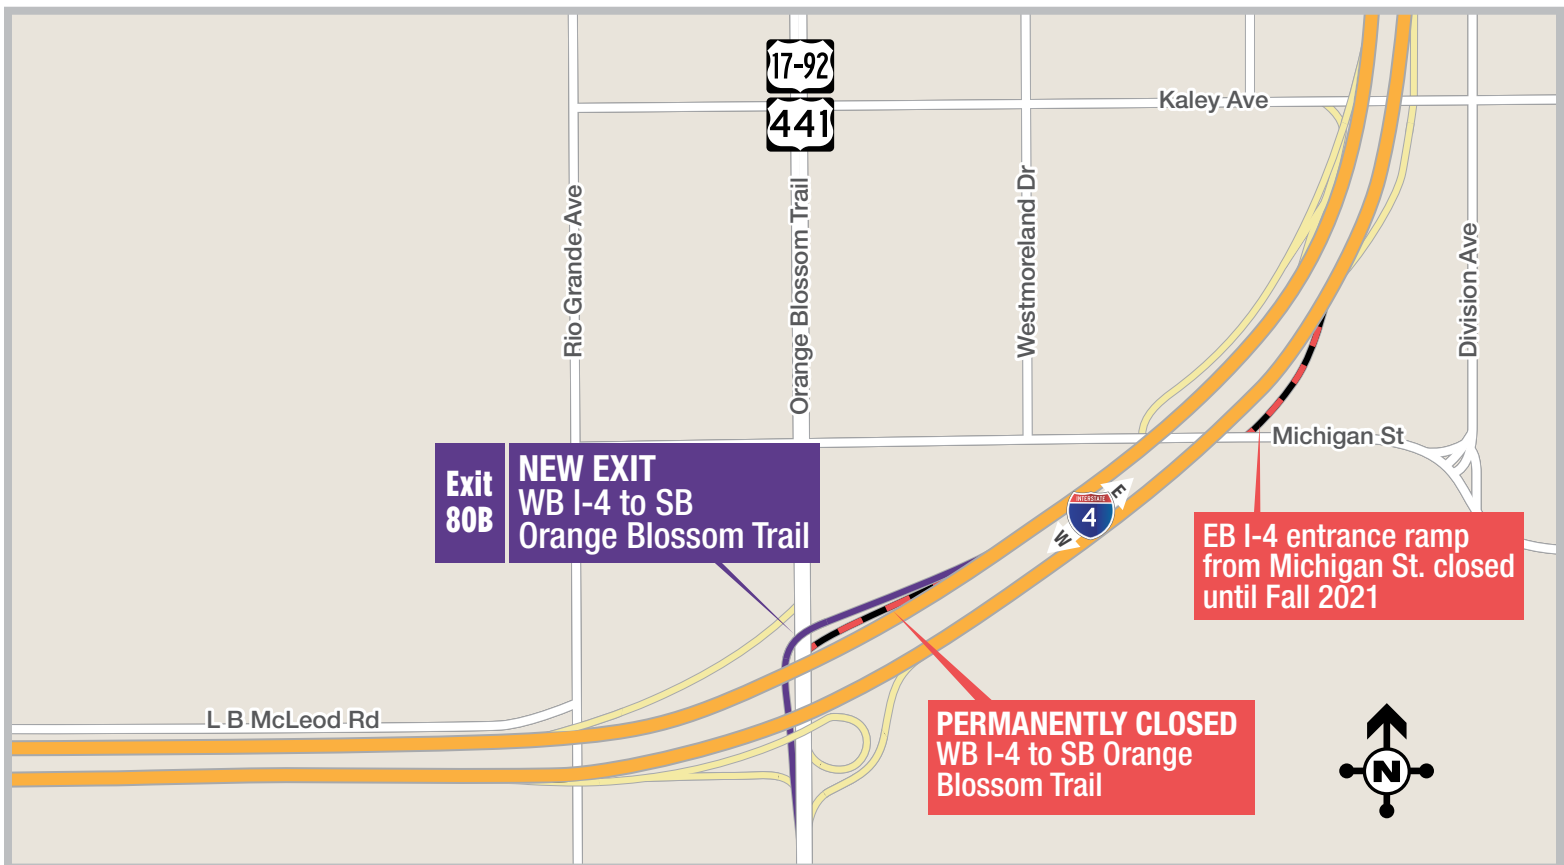 17-92
441
Kaley Ave
Rio Grande Ave
Orange Blossom Trail
Westmoreland Dr
Division Ave
Michigan St
Exit
80B
NEW EXIT
WB I-4 to SB
Orange Blossom Trail
INTERSTATE
4
E
W
EB I-4 entrance ramp
from Michigan St. closed
until Fall 2021
L B McLeod Rd
PERMANENTLY CLOSED
WB I-4 to SB Orange
Blossom Trail
N